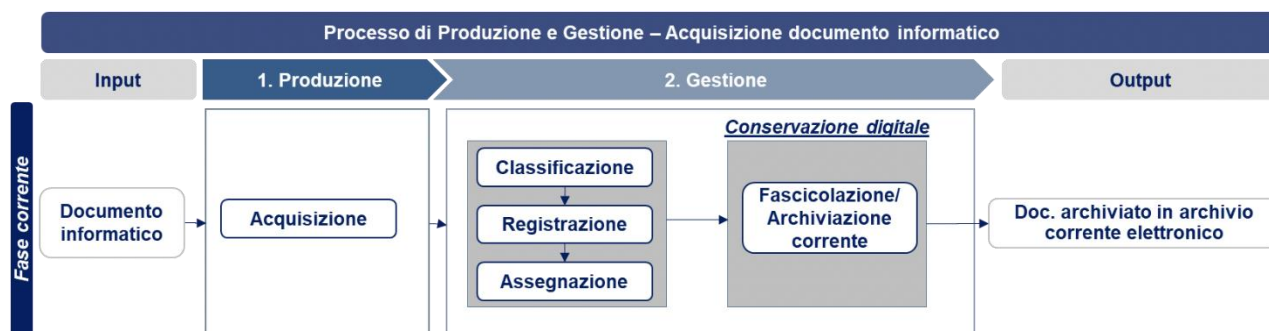 Processo di Produzione e Gestione – Acquisizione documento informatico
Input
1. Produzione
2. Gestione
Output
Fase corrente
Documento
informatico
Acquisizione
Classificazione
Registrazione
Assegnazione
Conservazione digitale
Fascicolazione/
Archiviazione
corrente
Doc. archiviato in archivio
corrente elettronico